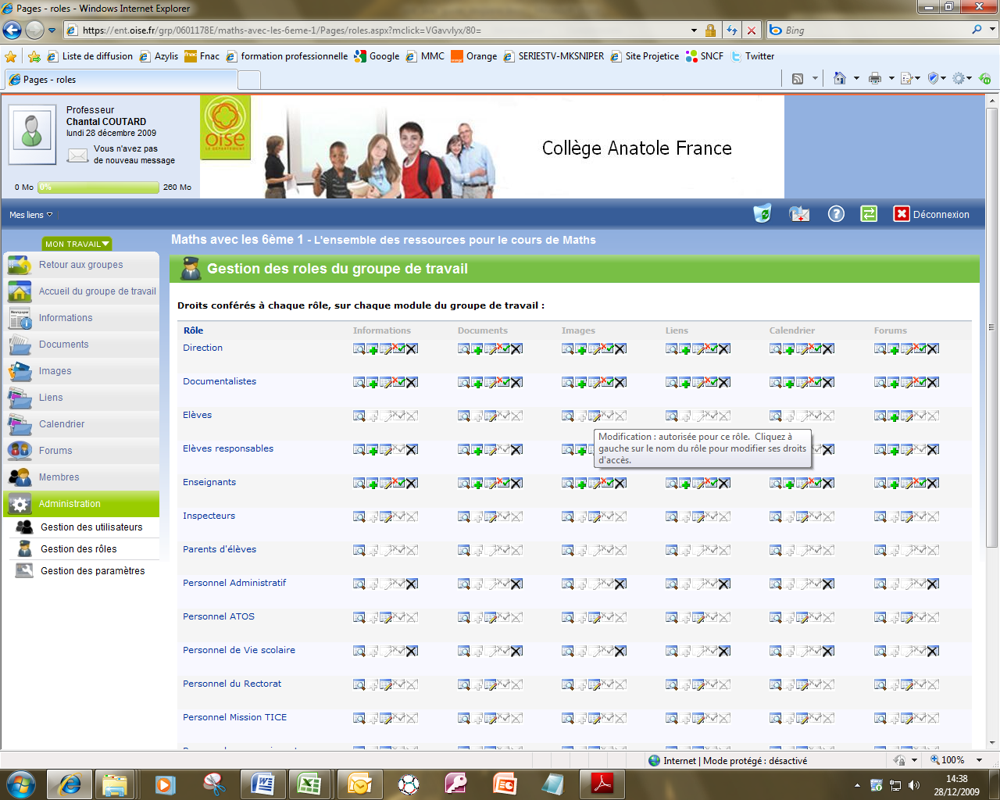 Pages - roles - Windows Internet Explorer
https://ent.oise.fr/grp/0601178E/maths-avec-les-6eme-1/Pages/roles.aspx?mclick=VGavvlyx/80=
Bing
Liste de diffusion Azylis Fnac formation professionnelle Google MMC Orange SERIESTV-MKSNIPER Site Projetice SNCF Twitter
Pages - roles
Professeur
Chantal COUTARD
lundi 28 décembre 2009
Vous n'avez pas
de nouveau message
0 Mo 0% 260 Mo
OISE
LE DÉPARTEMENT
Collège Anatole France
Mes liens
Déconnexion
MON TRAVAIL
Retour aux groupes
Accueil du groupe de travail
Informations
Documents
Images
Liens
Calendrier
Forums
Membres
Administration
Gestion des utilisateurs
Gestion des rôles
Gestion des paramètres
Maths avec les 6ème 1 - L'ensemble des ressources pour le cours de Maths
Gestion des roles du groupe de travail
Droits conférés à chaque rôle, sur chaque module du groupe de travail :
Rôle Informations Documents Images Liens Calendrier Forums
Direction
Documentalistes
Elèves
Modification : autorisée pour ce rôle. Cliquez à
gauche sur le nom du rôle pour modifier ses droits
d'accès.
Elèves responsables
Enseignants
Inspecteurs
Parents d'élèves
Personnel Administratif
Personnel ATOS
Personnel de Vie scolaire
Personnel du Rectorat
Personnel Mission TICE
Internet | Mode protégé : désactivé
100%
14:38
28/12/2009